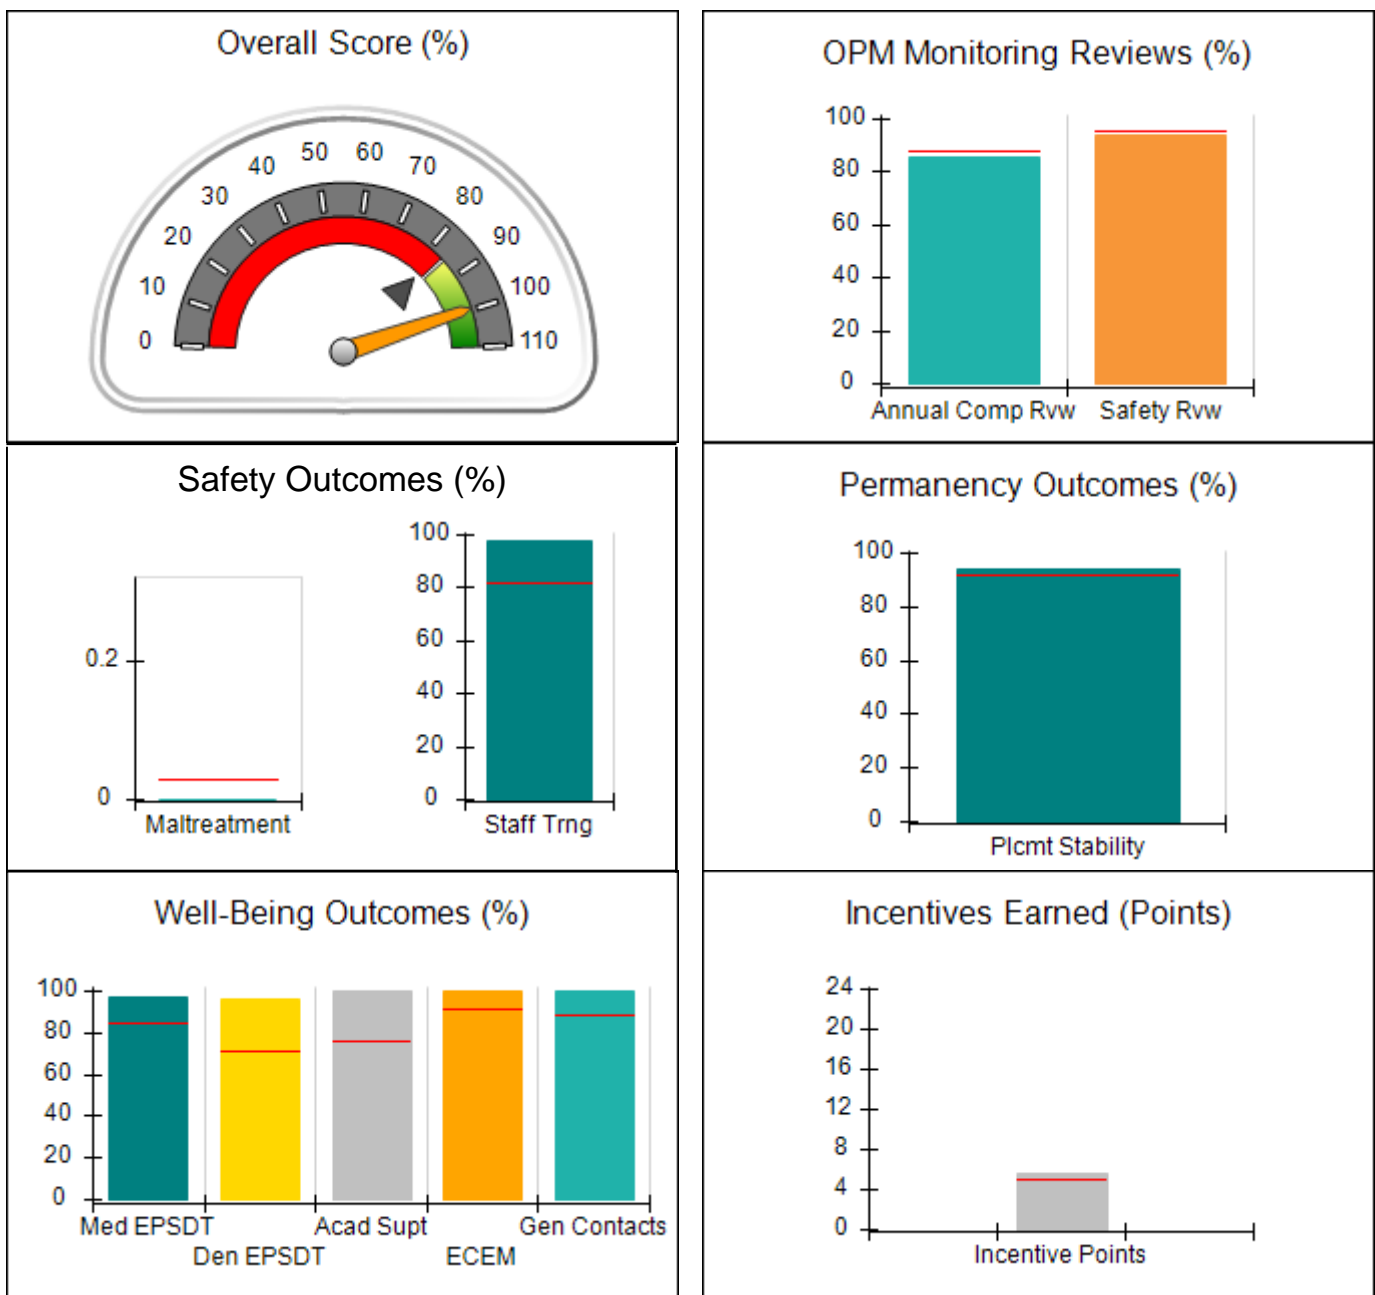 Overall Score (%)
0 10 20 30 40 50 60 70 80 90 100 110
OPM Monitoring Reviews (%)
100
80
60
40
20
0
Annual Comp Rvw Safety Rvw
Safety Outcomes (%)
0.2
0
Maltreatment
100
80
60
40
20
0
Staff Trng
Permanency Outcomes (%)
100
80
60
40
20
0
Plcmt Stability
Well-Being Outcomes (%)
100
80
60
40
20
0
Med EPSDT Acad Supt Gen Contacts
Den EPSDT ECEM
Incentives Earned (Points)
24
20
16
12
8
4
0
Incentive Points